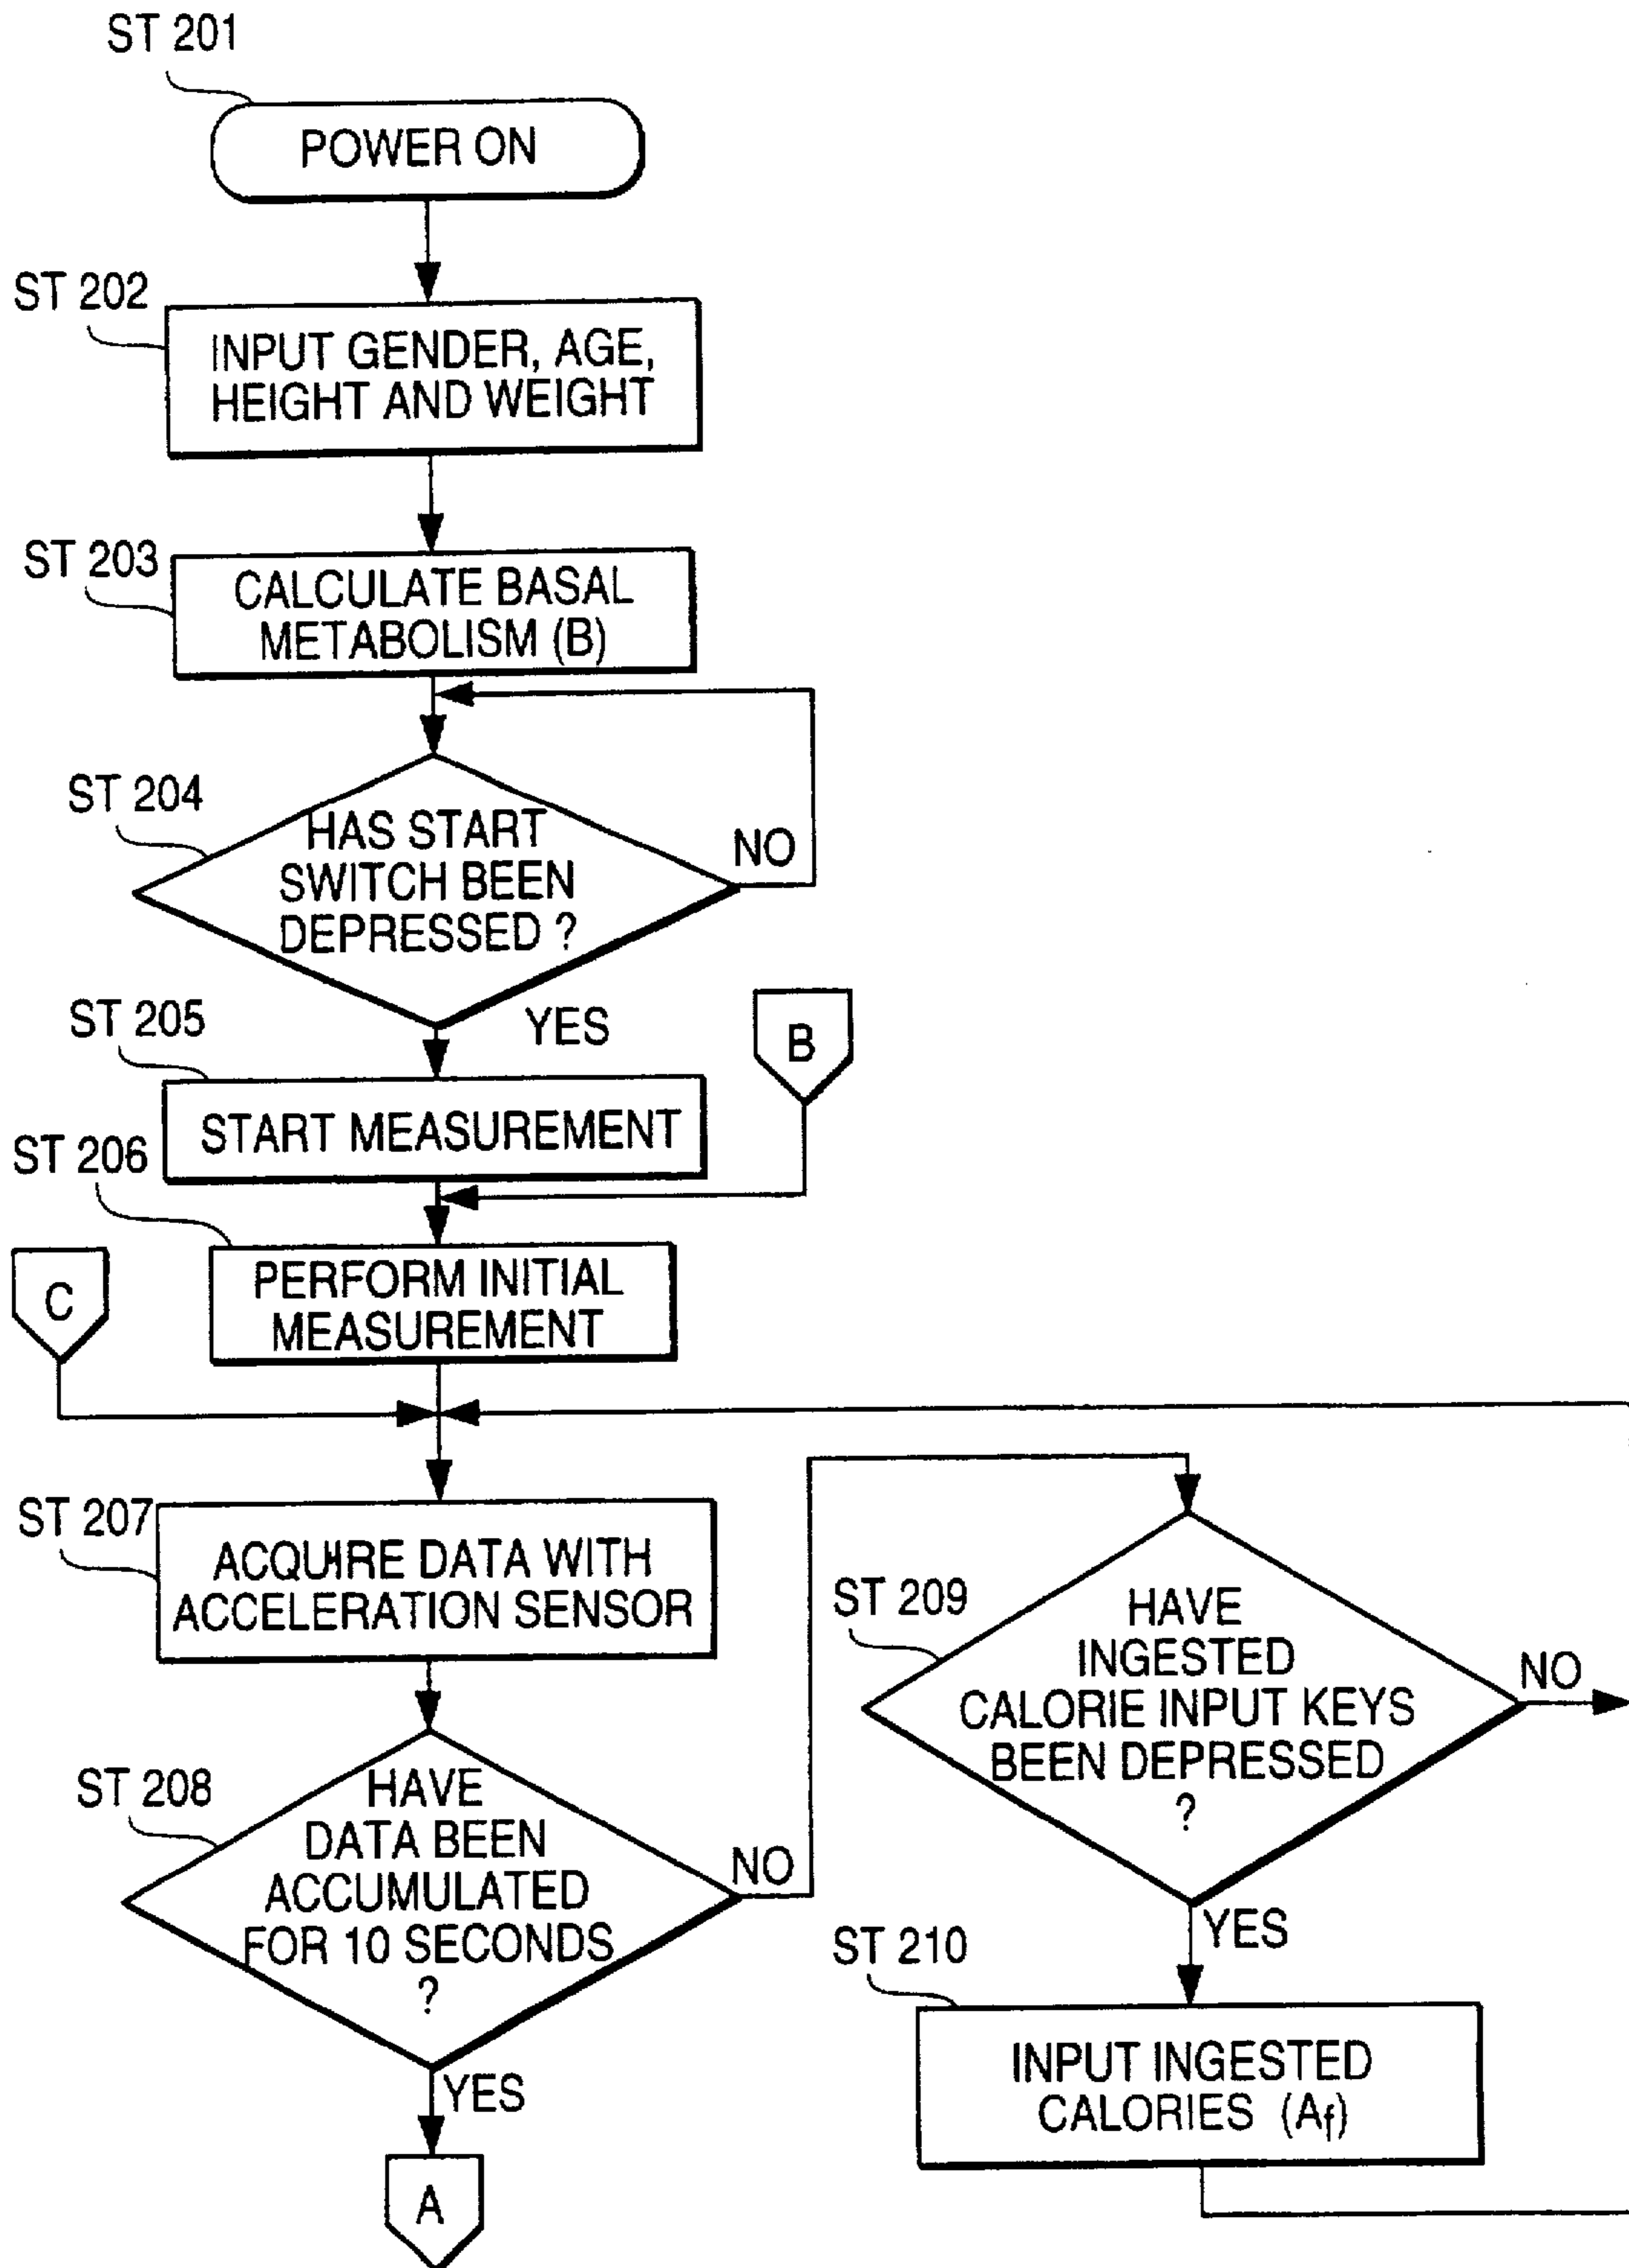 ST 201
POWER ON
ST 202
INPUT GENDER, AGE,
HEIGHT AND WEIGHT
ST 203
CALCULATE BASAL
METABOLISM (B)
ST 204
HAS START
SWITCH BEEN
DEPRESSED ?
NO
YES
ST 205
START MEASUREMENT
B
ST 206
PERFORM INITIAL
MEASUREMENT
C
ST 207
ACQUIRE DATA WITH
ACCELERATION SENSOR
ST 208
HAVE
DATA BEEN
ACCUMULATED
FOR 10 SECONDS
?
NO
YES
A
ST 209
HAVE
INGESTED
CALORIE INPUT KEYS
BEEN DEPRESSED
?
NO
YES
ST 210
INPUT INGESTED
CALORIES (Af)